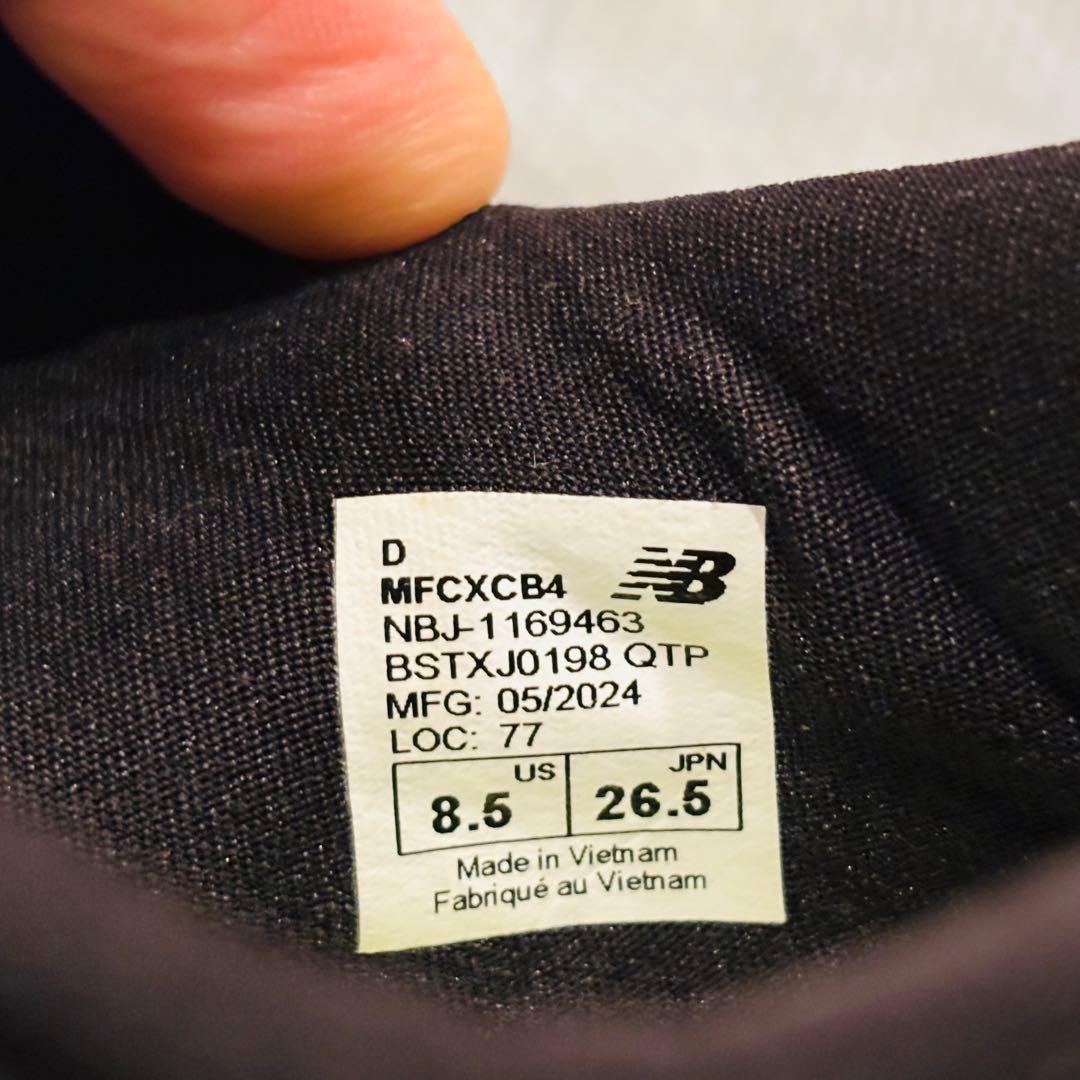 D
MFCXCB4
NB
NBJ-1169463
BSTXJ0198 QTP
MFG: 05/2024
LOC: 77
US
8.5
JPN
26.5
Made in Vietnam
Fabriqué au Vietnam